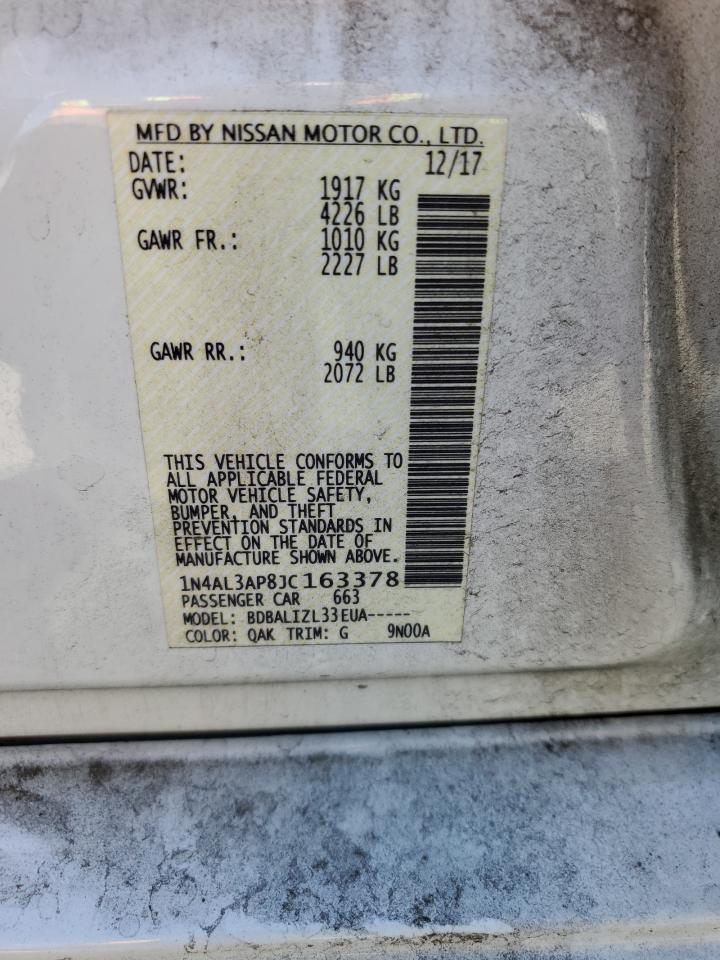 MFD BY NISSAN MOTOR CO., LTD.
DATE: 12/17
GVWR: 1917 KG
4226 LB
GAWR FR.: 1010 KG
2227 LB
GAWR RR.: 940 KG
2072 LB
THIS VEHICLE CONFORMS TO
ALL APPLICABLE FEDERAL
MOTOR VEHICLE SAFETY,
BUMPER, AND THEFT
PREVENTION STANDARDS IN
EFFECT ON THE DATE OF
MANUFACTURE SHOWN ABOVE.
1N4AL3AP8JC163378
PASSENGER CAR 663
MODEL: BDBALIZL33EUA-----
COLOR: QAK TRIM: G 9N00A